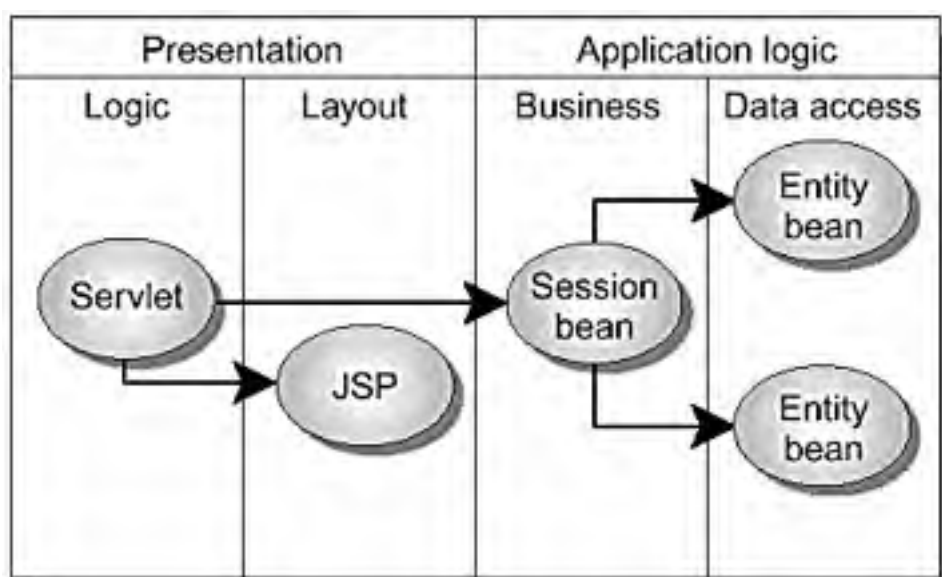 Presentation
Application logic
Logic
Layout
Business
Data access
Servlet
JSP
Session
bean
Entity
bean
Entity
bean